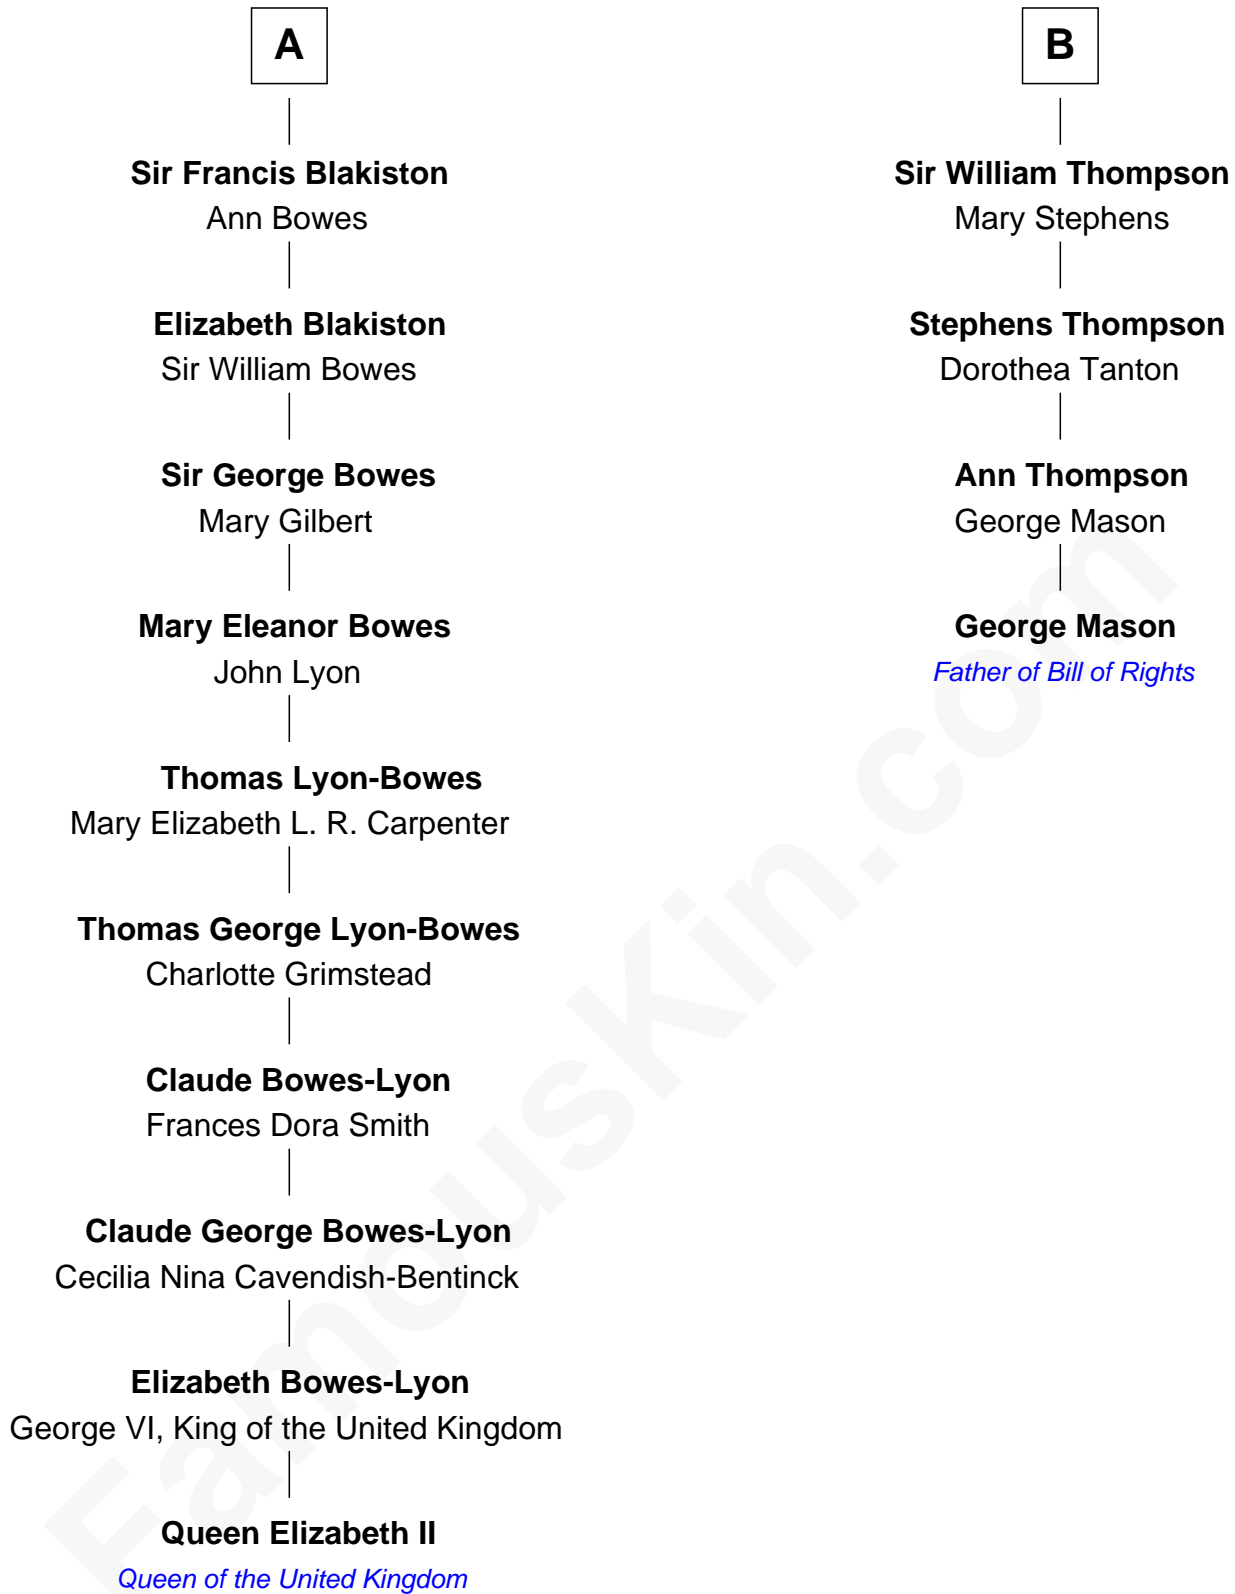 A
Sir Francis Blakiston
Ann Bowes
Elizabeth Blakiston
Sir William Bowes
Sir George Bowes
Mary Gilbert
Mary Eleanor Bowes
John Lyon
Thomas Lyon-Bowes
Mary Elizabeth L. R. Carpenter
Thomas George Lyon-Bowes
Charlotte Grimstead
Claude Bowes-Lyon
Frances Dora Smith
Claude George Bowes-Lyon
Cecilia Nina Cavendish-Bentinck
Elizabeth Bowes-Lyon
George VI, King of the United Kingdom
Queen Elizabeth II
Queen of the United Kingdom
B
Sir William Thompson
Mary Stephens
Stephens Thompson
Dorothea Tanton
Ann Thompson
George Mason
George Mason
Father of Bill of Rights
FamousKin.com